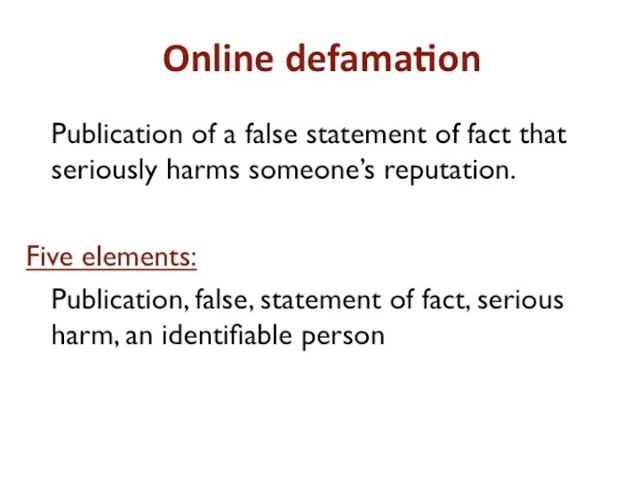 Online defamation
Publication of a false statement of fact that
seriously harms someone’s reputation.
Five elements:
Publication, false, statement of fact, serious
harm, an identifiable person